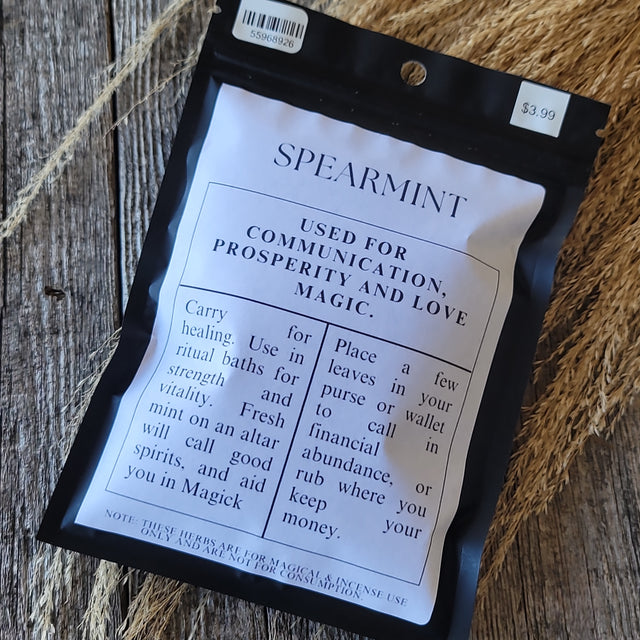 55968926
$3.99
SPEARMINT
USED FOR
COMMUNICATION,
PROSPERITY AND LOVE
MAGIC.
Carry for
healing. Use in
ritual baths for
strength and
vitality. Fresh
mint on an altar
will call good
spirits, and aid
you in Magick
Place a few
leaves in your
purse or wallet
to call in
financial
abundance, or
rub where you
keep your
money.
NOTE: THESE HERBS ARE FOR MAGICAL & INCENSE USE
ONLY AND ARE NOT FOR CONSUMPTION